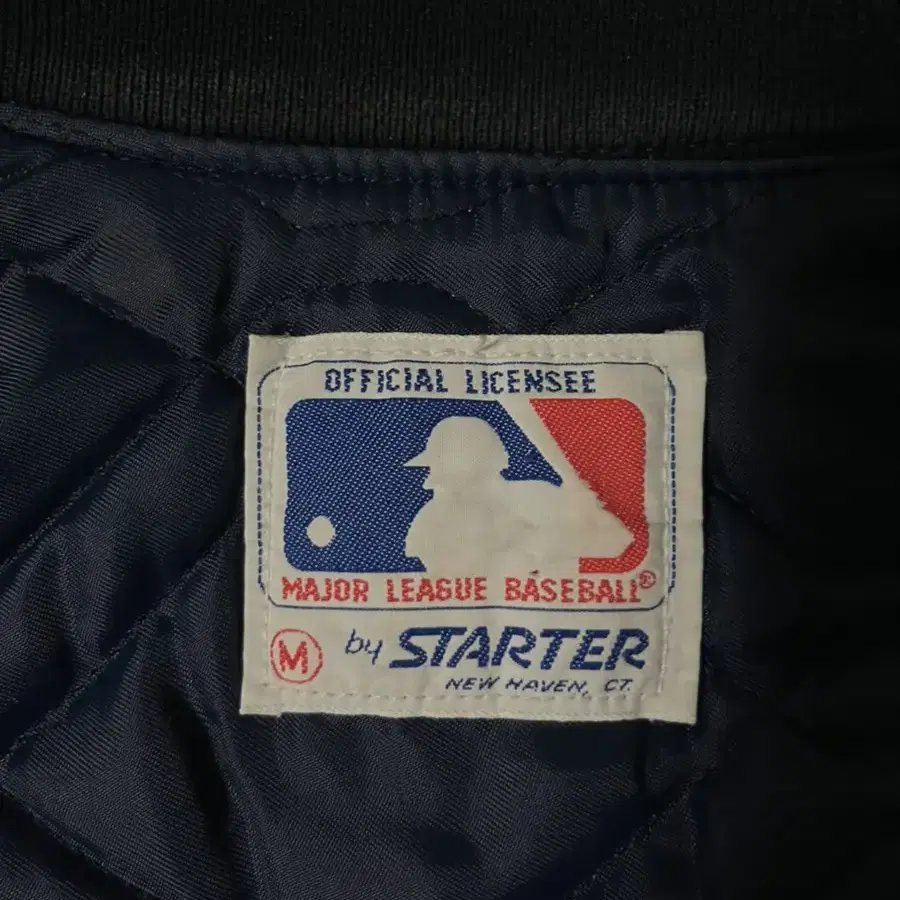 OFFICIAL LICENSEE
MAJOR LEAGUE BASEBALL®
M by STARTER
NEW HAVEN, CT.